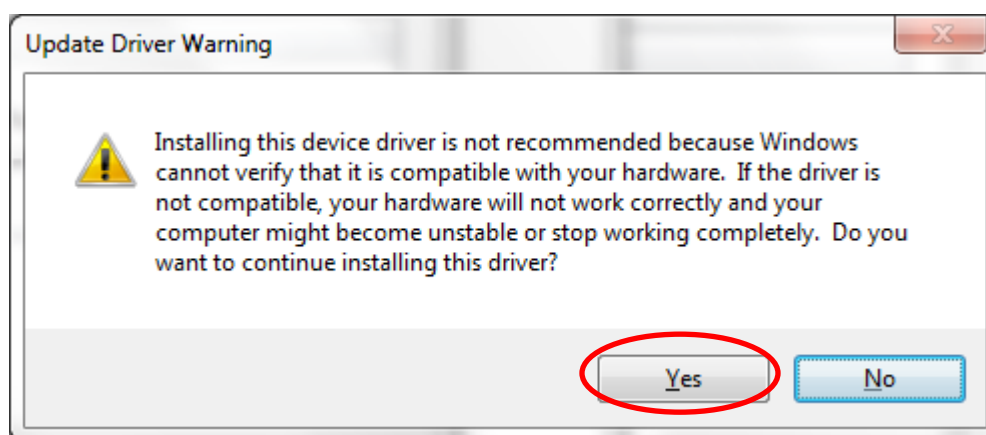 Update Driver Warning
Installing this device driver is not recommended because Windows
cannot verify that it is compatible with your hardware.  If the driver is
not compatible, your hardware will not work correctly and your
computer might become unstable or stop working completely.  Do you
want to continue installing this driver?
Yes
No